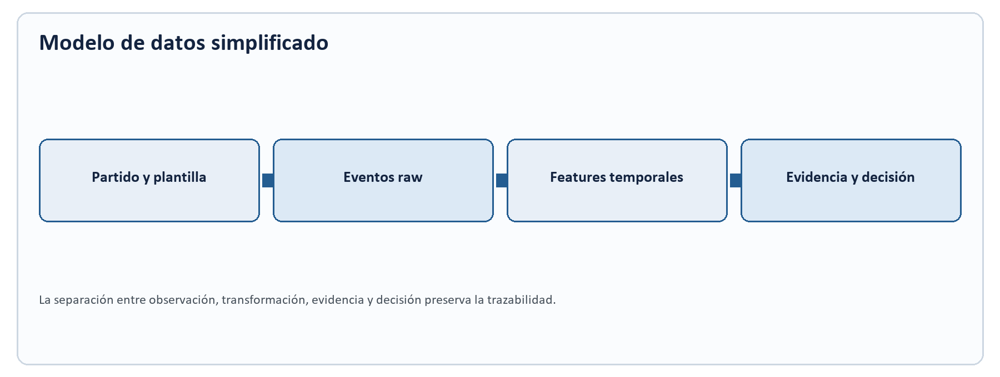 Modelo de datos simplificado
Partido y plantilla
Eventos raw
Features temporales
Evidencia y decisión
La separación entre observación, transformación, evidencia y decisión preserva la trazabilidad.